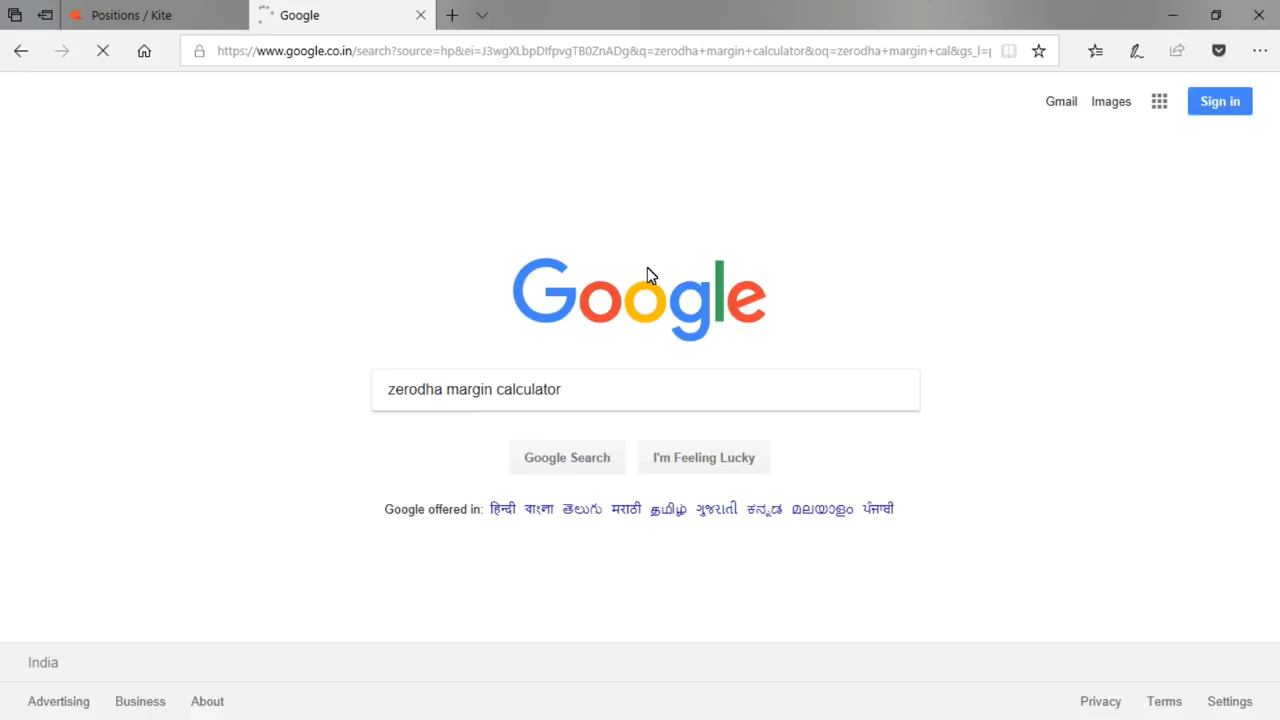 Positions / Kite
Google
https://www.google.co.in/search?source=hp&ei=J3wgXLbpDIfpvgTB0ZnADg&q=zerodha+margin+calculator&oq=zerodha+margin+cal&gs_l=
Gmail Images Sign in
Google
zerodha margin calculator
Google Search I'm Feeling Lucky
Google offered in: हिन्दी বাংলা తెలుగు मराठी தமிழ் ગુજરાતી ಕನ್ನಡ മലയാളം ਪੰਜਾਬੀ
India
Advertising Business About Privacy Terms Settings